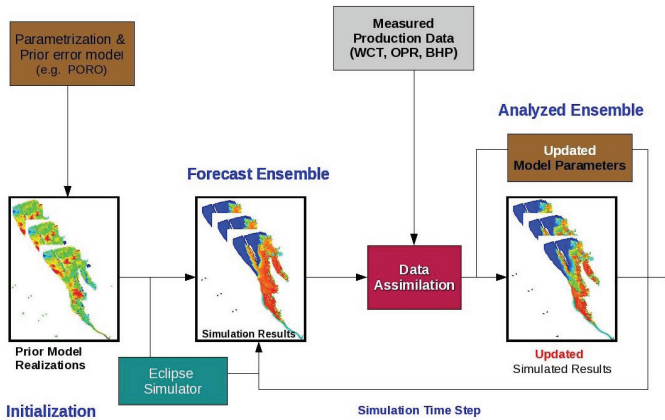 Parametrization &
Prior error model
(e.g. PORO)
Measured
Production Data
(WCT, OPR, BHP)
Analyzed Ensemble
Updated
Model Parameters
Forecast Ensemble
Data
Assimilation
Simulation Results
Prior Model
Realizations
Eclipse
Simulator
Updated
Simulated Results
Initialization
Simulation Time Step